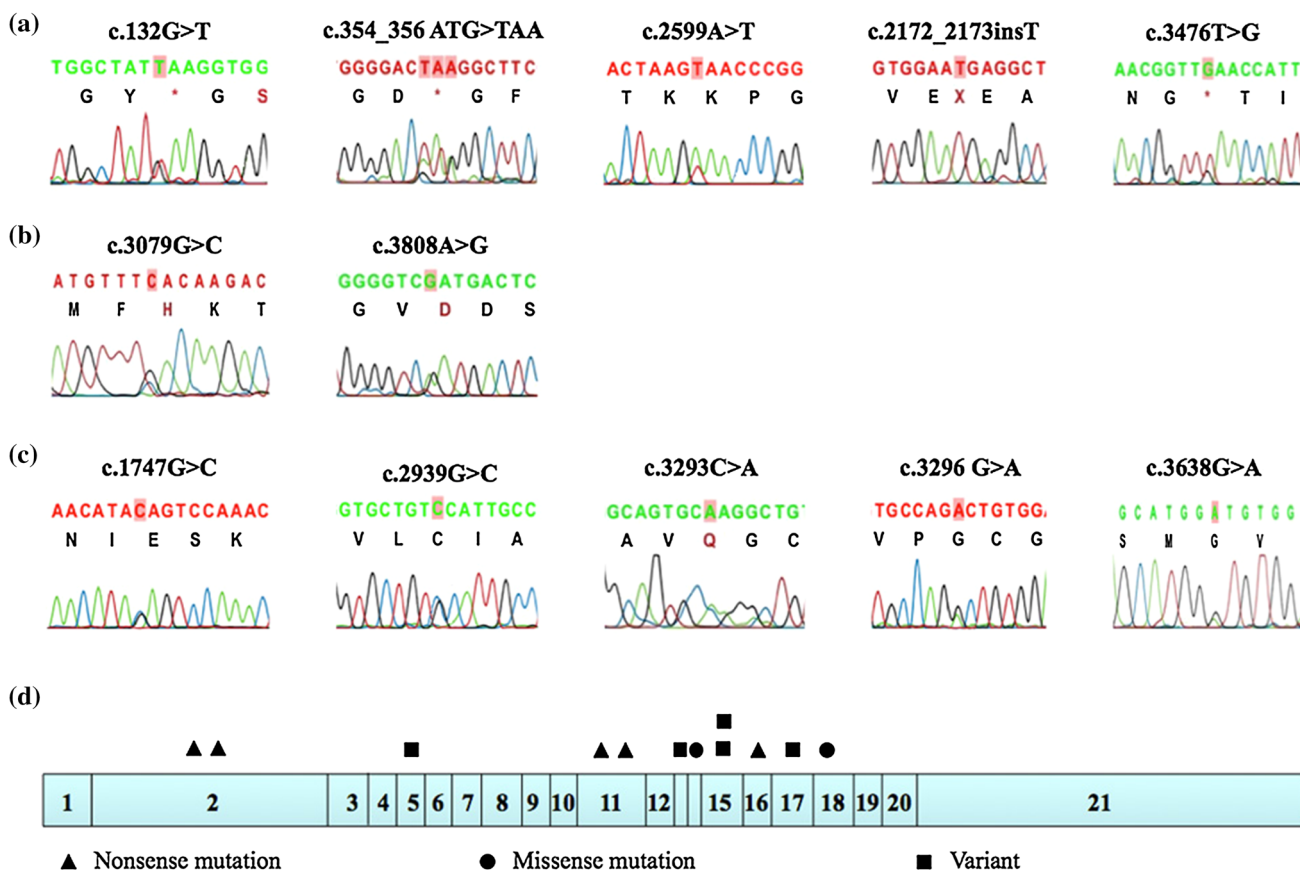 (a)
c.132G>T
c.354_356 ATG>TAA
c.2599A>T
c.2172_2173insT
c.3476T>G
TGGCTATTAAGGTGG
GGGGACTAAGGCTTC
ACTAAGTAACCCGG
GTGGAATGAGGCT
AACGGTTGAACCATT
G Y * G S
G D * G F
T K K P G
V E X E A
N G * T I
(b)
c.3079G>C
c.3808A>G
ATGTTTCACAAGAC
GGGGTCGATGACTC
M F H K T
G V D D S
(c)
c.1747G>C
c.2939G>C
c.3293C>A
c.3296 G>A
c.3638G>A
AACATACAGTCCAAAC
GTGCTGTCCATTGCC
GCAGTGCAAGGCTGT
TGCCAGACTGTGG
GCATGGATGTGG
N I E S K
V L C I A
A V Q G C
V P G C G
S M G V
(d)
1 2 3 4 5 6 7 8 9 10 11 12 15 16 17 18 19 20 21
▲ Nonsense mutation
● Missense mutation
■ Variant